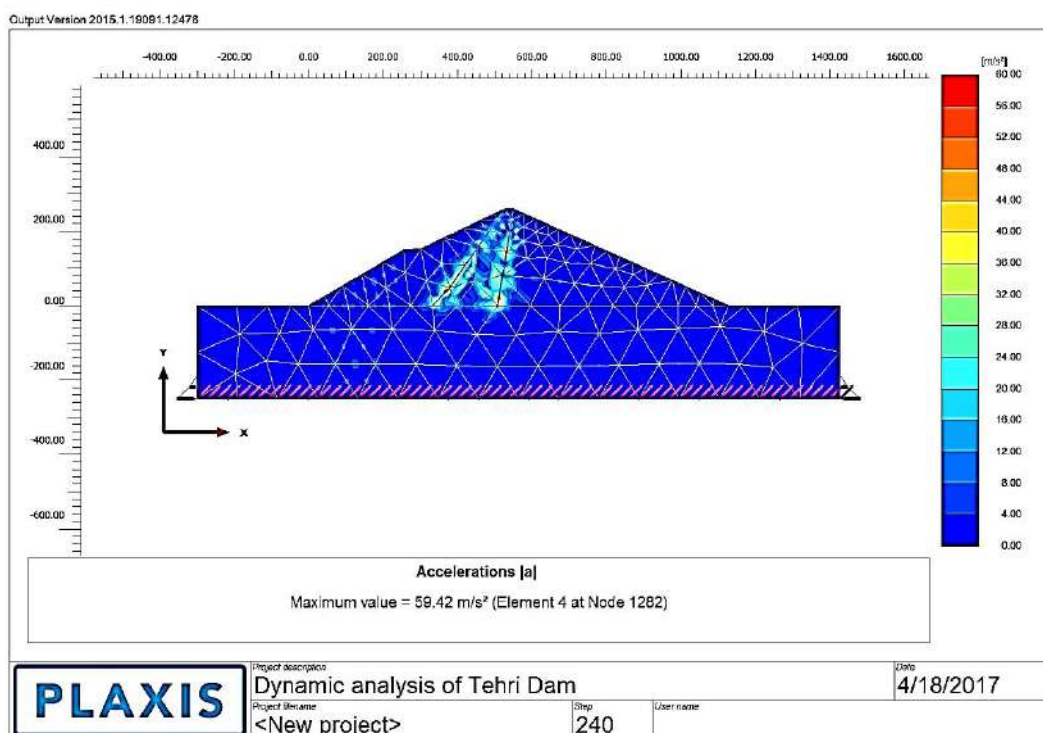 Output Version 2015.1.19091.12478
-400.00 -200.00 0.00 200.00 400.00 600.00 800.00 1000.00 1200.00 1400.00 1600.00
[m/s²]
60.00
56.00
52.00
48.00
44.00
40.00
36.00
32.00
28.00
24.00
20.00
16.00
12.00
8.00
4.00
0.00
400.00
200.00
0.00
-200.00
-400.00
-600.00
Y
X
Accelerations |a|
Maximum value = 59.42 m/s² (Element 4 at Node 1282)
PLAXIS
Project description
Dynamic analysis of Tehri Dam
Date
4/18/2017
Project filename
<New project>
Step
240
User name